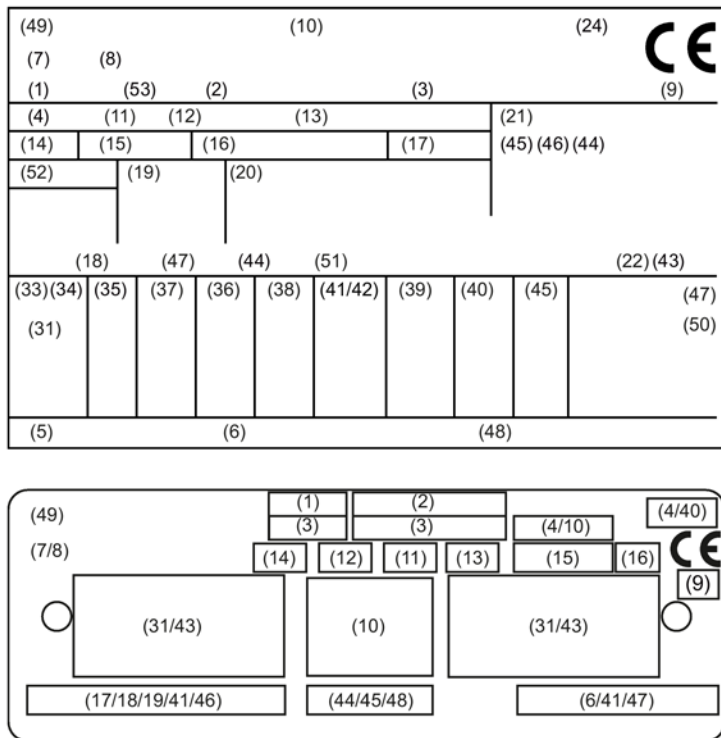 (49) (10) (24) CE
(7) (8)
(1) (53) (2) (3) (9)
(4) (11) (12) (13) (21)
(14) (15) (16) (17) (45) (46) (44)
(52) (19) (20)
(18) (47) (44) (51) (22) (43)
(33) (34) (35) (37) (36) (38) (41/42) (39) (40) (45) (47)
(31) (50)
(5) (6) (48)
(1) (2)
(49) (3) (3) (4/10) (4/40)
(7/8) (14) (12) (11) (13) (15) (16) CE
(9)
(31/43) (10) (31/43)
(17/18/19/41/46) (44/45/48) (6/41/47)